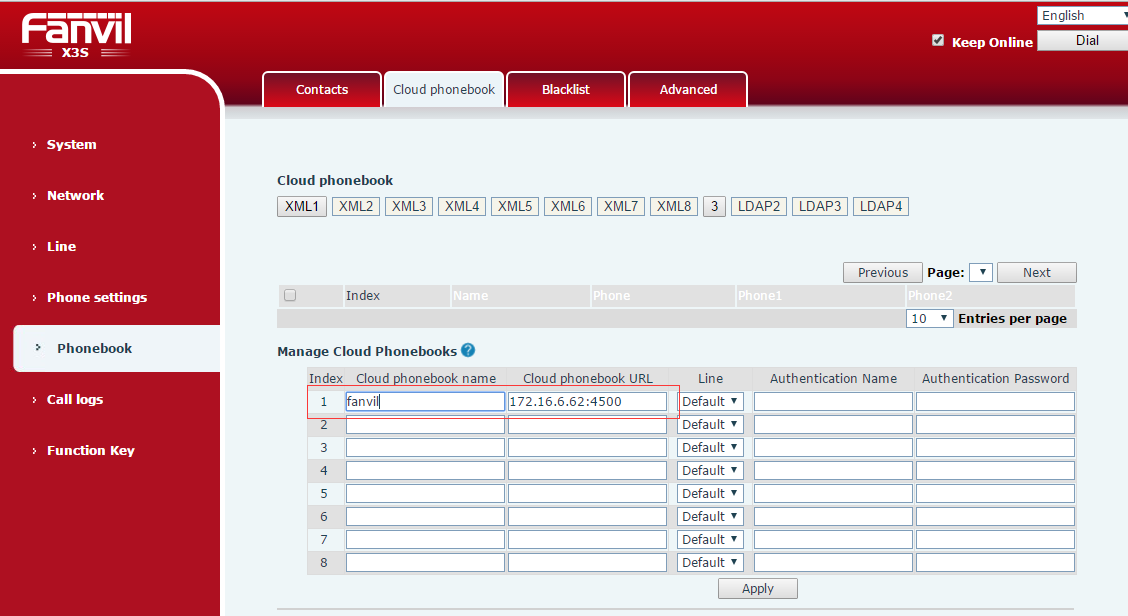 Fanvil
X3S
English
Keep Online Dial
Contacts Cloud phonebook Blacklist Advanced
System
Network
Line
Phone settings
Phonebook
Call logs
Function Key
Cloud phonebook
XML1 XML2 XML3 XML4 XML5 XML6 XML7 XML8 3 LDAP2 LDAP3 LDAP4
Previous Page: Next
Index Name Phone Phone1 Phone2
10 Entries per page
Manage Cloud Phonebooks ?
Index Cloud phonebook name Cloud phonebook URL Line Authentication Name Authentication Password
1 fanvil 172.16.6.62:4500 Default
2 Default
3 Default
4 Default
5 Default
6 Default
7 Default
8 Default
Apply